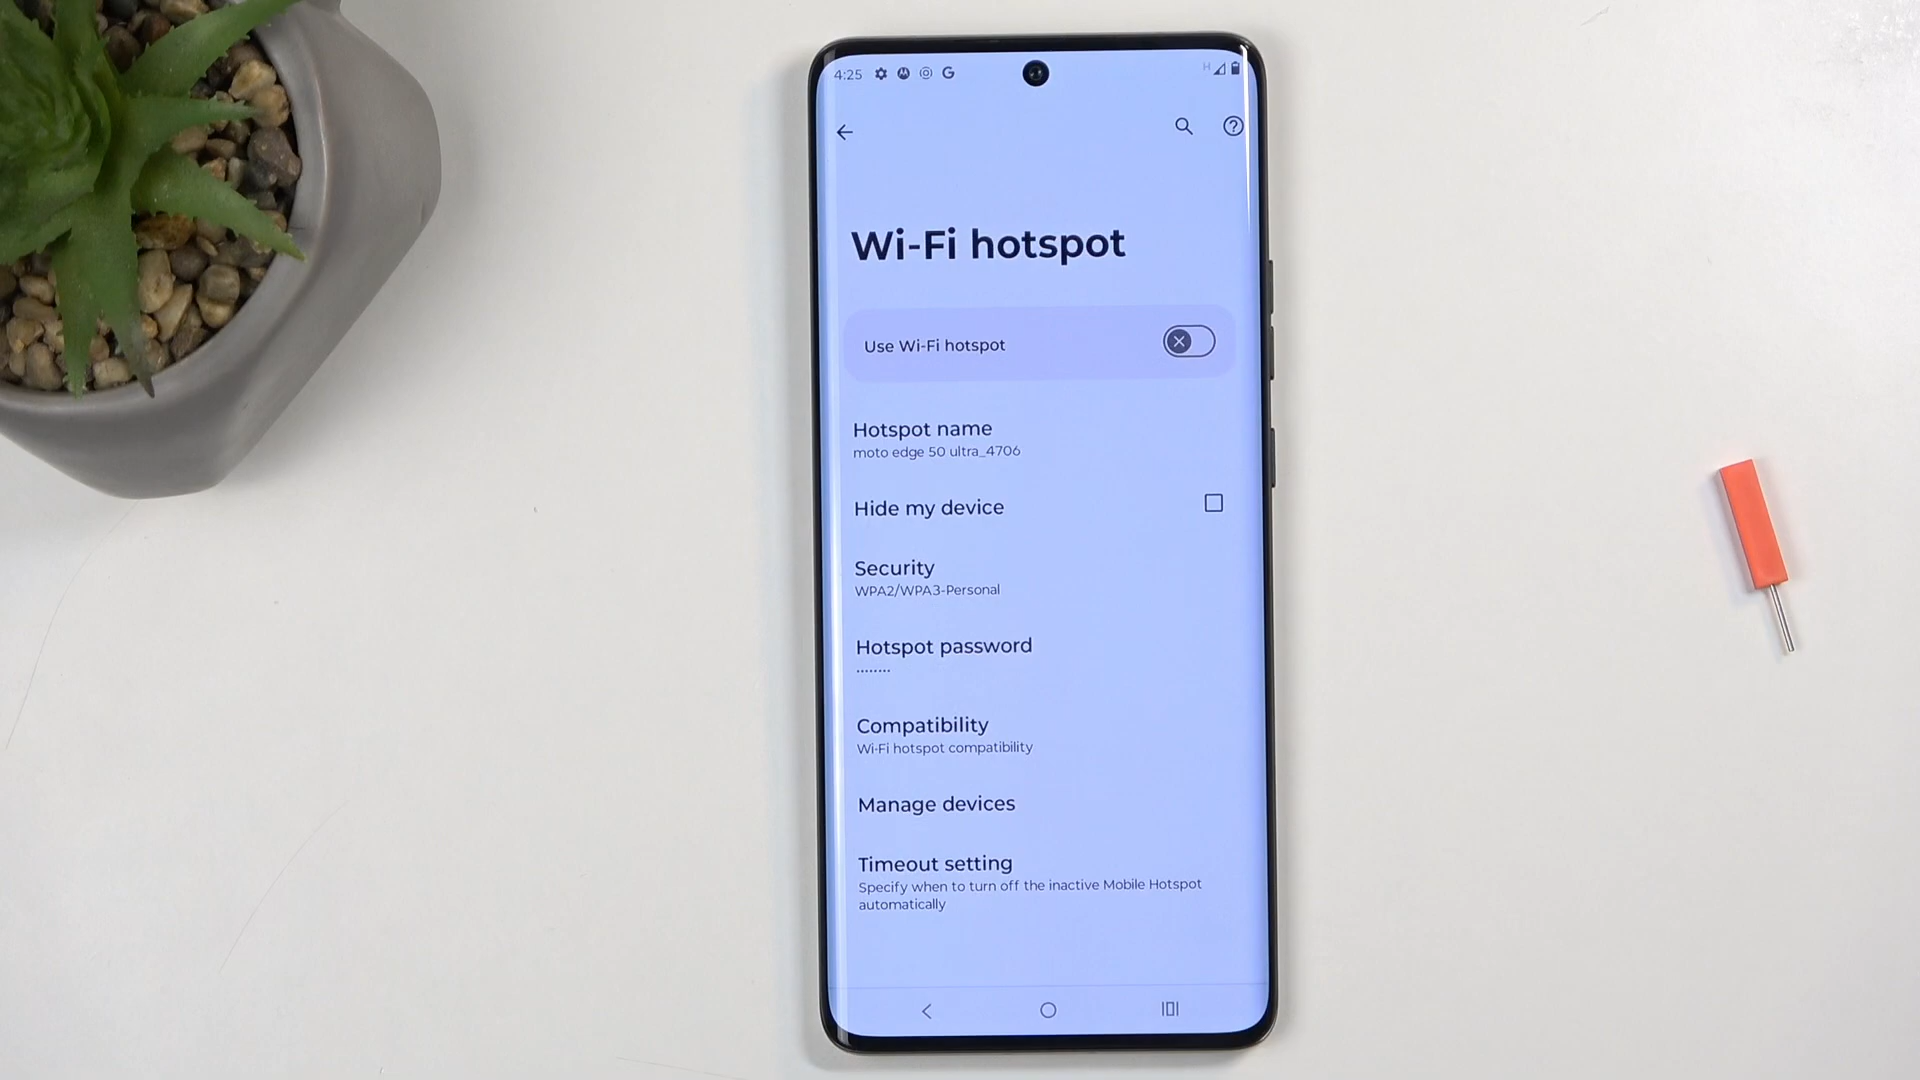 4:25
G
H
Wi-Fi hotspot
Use Wi-Fi hotspot
Hotspot name
moto edge 50 ultra_4706
Hide my device
Security
WPA2/WPA3-Personal
Hotspot password
••••••••
Compatibility
Wi-Fi hotspot compatibility
Manage devices
Timeout setting
Specify when to turn off the inactive Mobile Hotspot
automatically